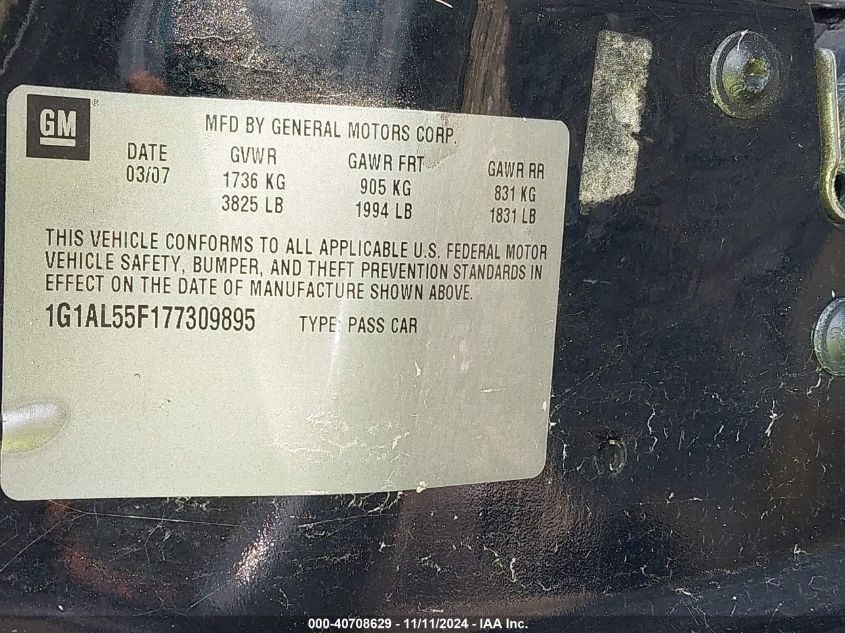 GM ®
MFD BY GENERAL MOTORS CORP.
DATE GVWR GAWR FRT GAWR RR
03/07 1736 KG 905 KG 831 KG
3825 LB 1994 LB 1831 LB
THIS VEHICLE CONFORMS TO ALL APPLICABLE U.S. FEDERAL MOTOR
VEHICLE SAFETY, BUMPER, AND THEFT PREVENTION STANDARDS IN
EFFECT ON THE DATE OF MANUFACTURE SHOWN ABOVE.
1G1AL55F177309895 TYPE: PASS CAR
000-40708629 - 11/11/2024 - IAA Inc.